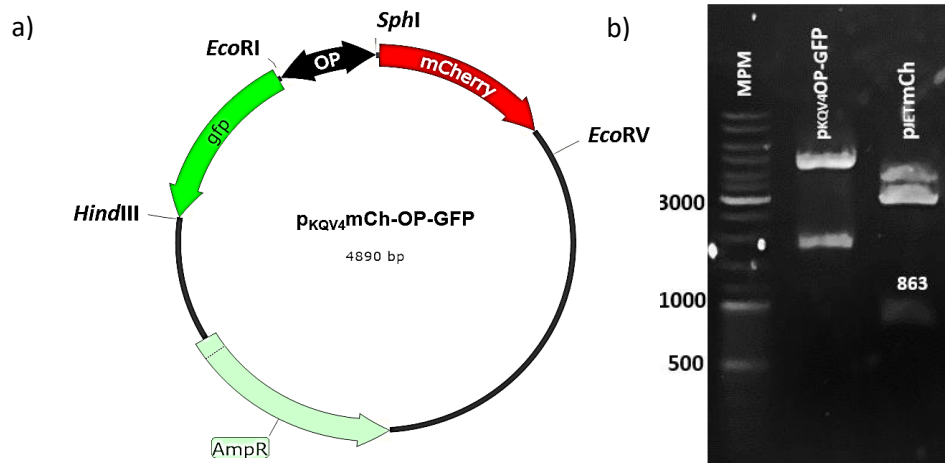 a)
SphI
EcoRI
OP
mCherry
gfp
EcoRV
HindIII
pKQV4mCh-OP-GFP
4890 bp
AmpR
b)
MPM
pKQV4OP-GFP
pJETmCh
3000
863
1000
500